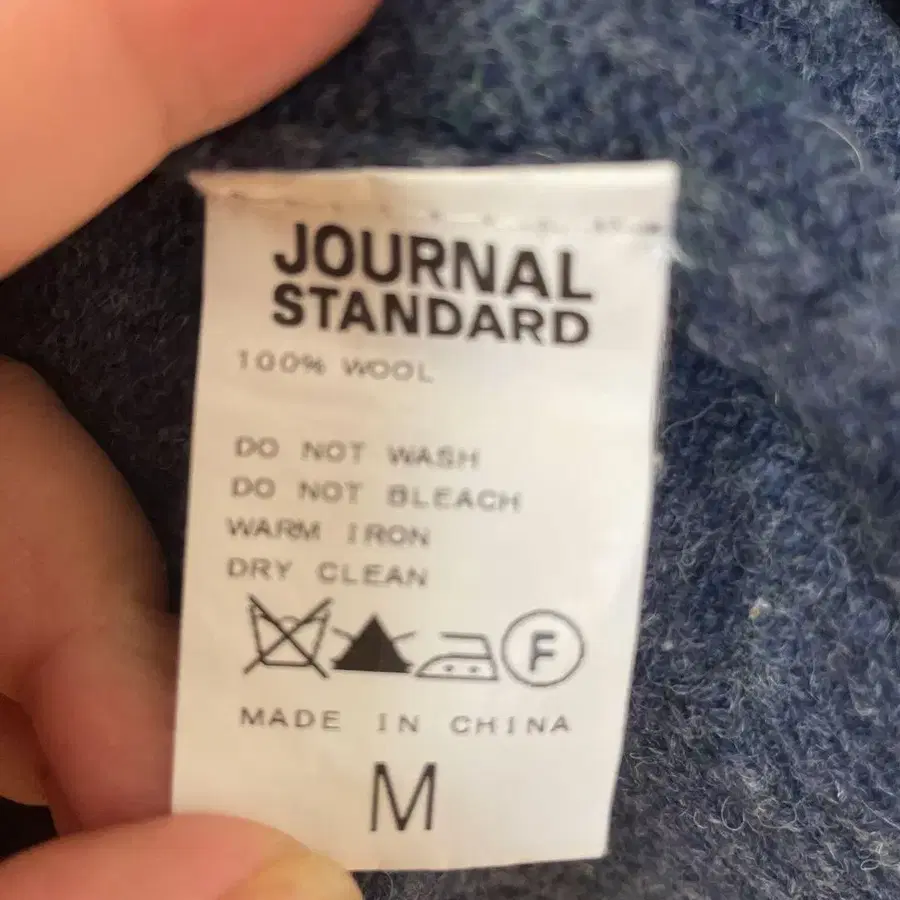 JOURNAL
STANDARD
100% WOOL
DO NOT WASH
DO NOT BLEACH
WARM IRON
DRY CLEAN
F
MADE IN CHINA
M